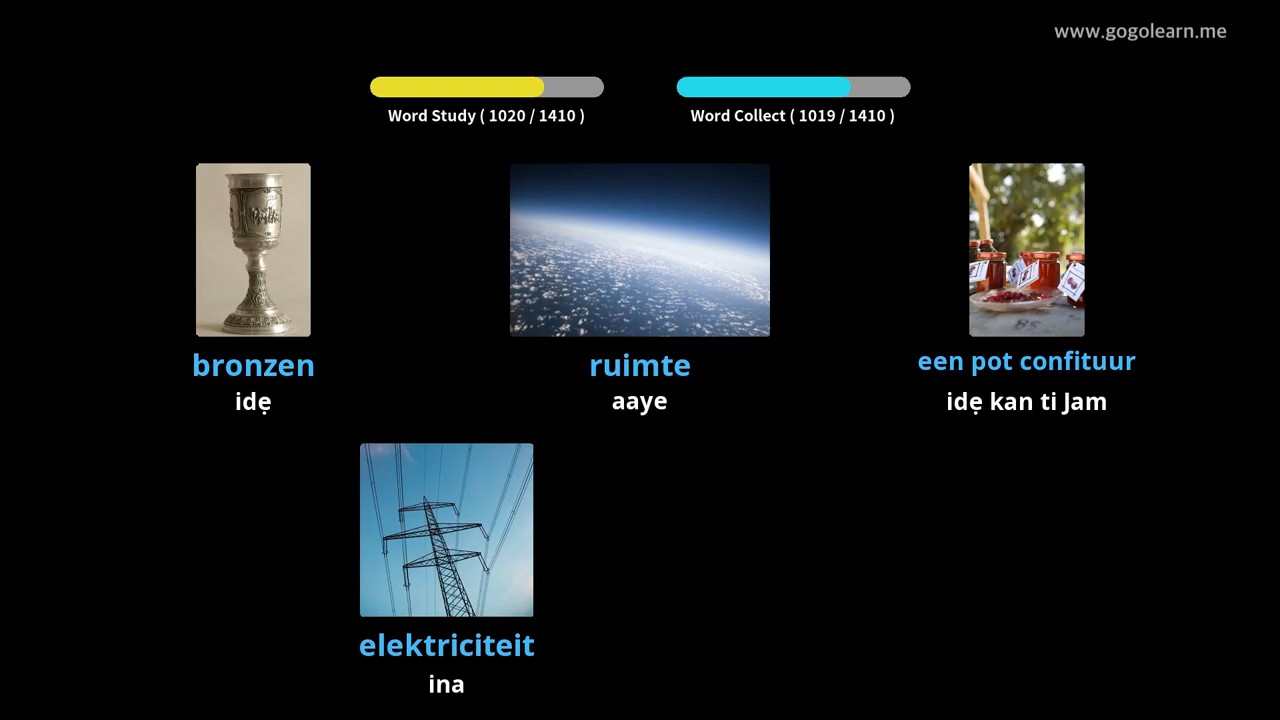 www.gogolearn.me
Word Study ( 1020 / 1410 )
Word Collect ( 1019 / 1410 )
bronzen
idẹ
ruimte
aaye
een pot confituur
idẹ kan ti Jam
elektriciteit
ina